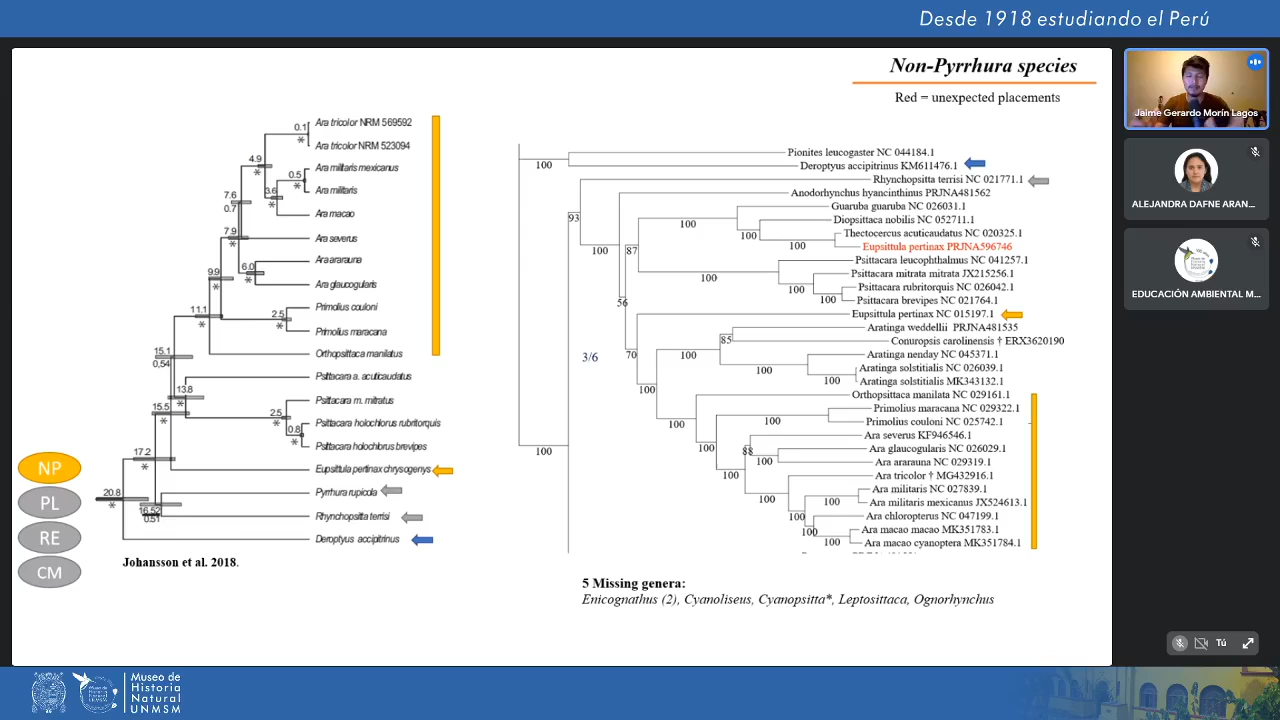 Desde 1918 estudiando el Perú
Non-Pyrrhura species
Red = unexpected placements
Ara tricolor NRM 569592
Ara tricolor NRM 523094
Ara militaris mexicanus
Ara militaris
Ara macao
Ara severus
Ara ararauna
Ara glaucogularis
Primolius couloni
Primolius maracana
Orthopsittaca manilatus
Psittacara a. acuticaudatus
Psittacara m. mitratus
Psittacara holochlorus rubritorquis
Psittacara holochlorus brevipes
Eupsittula pertinax chrysogenys
Pyrrhura rupicola
Rhynchopsitta terrisi
Deroptyus accipitrinus
0.1
*
4.9
*
0.5
*
3.6
*
7.6
0.7
7.9
*
6.0
*
9.9
*
11.1
*
2.5
*
15.1
0,54
13.8
*
15.5
*
2.5
*
0.8
*
17.2
*
16.52
0.51
20.8
*
NP
PL
RE
CM
Johansson et al. 2018.
Pionites leucogaster NC 044184.1
Deroptyus accipitrinus KM611476.1
Rhynchopsitta terrisi NC 021771.1
Anodorhynchus hyancinthinus PRJNA481562
Guaruba guaruba NC 026031.1
Diopsittaca nobilis NC 052711.1
Thectocercus acuticaudatus NC 020325.1
Eupsittula pertinax PRJNA596746
Psittacara leucophthalmus NC 041257.1
Psittacara mitrata mitrata JX215256.1
Psittacara rubritorquis NC 026042.1
Psittacara brevipes NC 021764.1
Eupsittula pertinax NC 015197.1
Aratinga weddellii PRJNA481535
Conuropsis carolinensis † ERX3620190
Aratinga nenday NC 045371.1
Aratinga solstitialis NC 026039.1
Aratinga solstitialis MK343132.1
Orthopsittaca manilata NC 029161.1
Primolius maracana NC 029322.1
Primolius couloni NC 025742.1
Ara severus KF946546.1
Ara glaucogularis NC 026029.1
Ara ararauna NC 029319.1
Ara tricolor † MG432916.1
Ara militaris NC 027839.1
Ara militaris mexicanus JX524613.1
Ara chloropterus NC 047199.1
Ara macao macao MK351783.1
Ara macao cyanoptera MK351784.1
100
93
100
100
100
100
87
100
100
100
56
70
85
100
100
100
100
100
100
100
88
100
100
100
100
100
100
100
100
3/6
5 Missing genera:
Enicognathus (2), Cyanoliseus, Cyanopsitta*, Leptosittaca, Ognorhynchus
Jaime Gerardo Morín Lagos
ALEJANDRA DAFNE ARAN...
EDUCACIÓN AMBIENTAL M...
Tú
Museo de
Historia
Natural
UNMSM